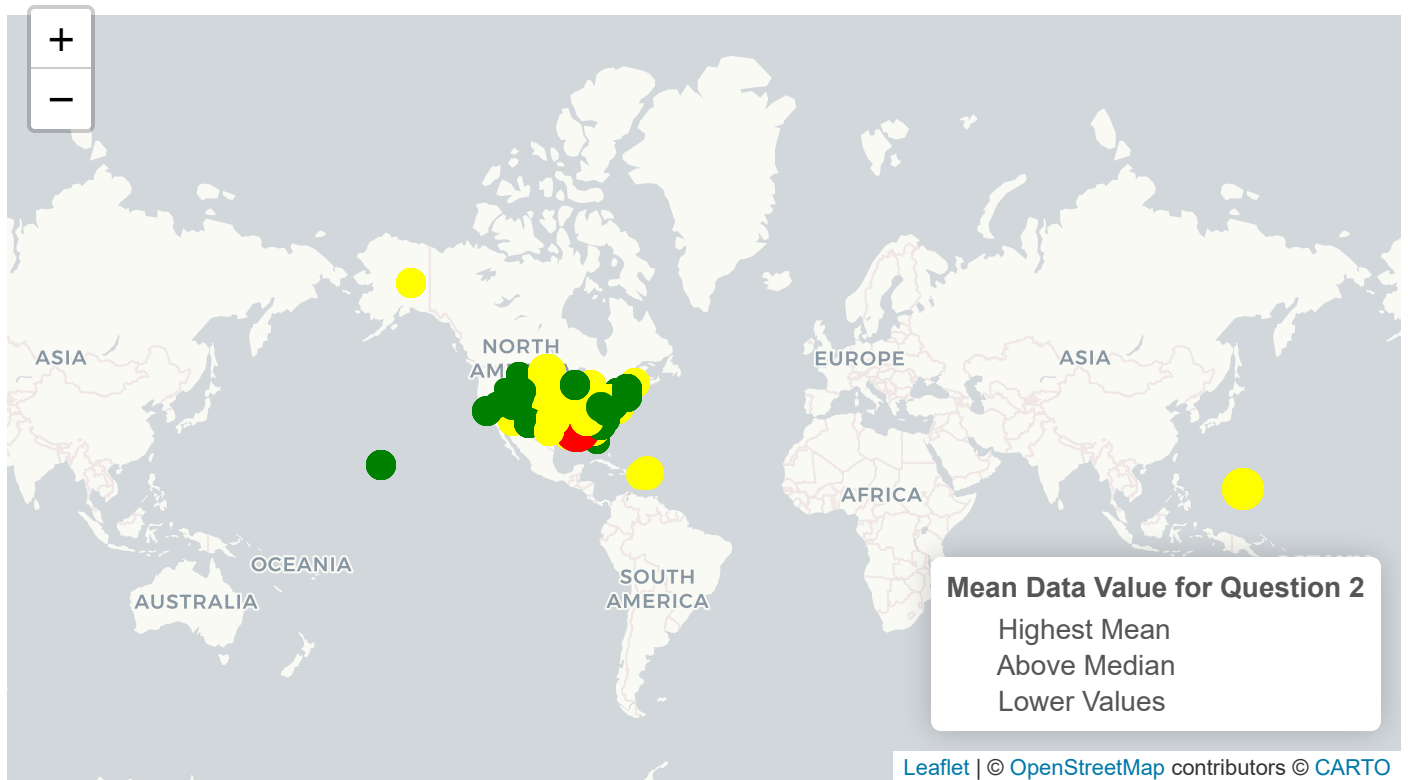 +
−
ASIA
NORTH
AM
EUROPE
ASIA
AFRICA
OCEANIA
AUSTRALIA
SOUTH
AMERICA
Mean Data Value for Question 2
Highest Mean
Above Median
Lower Values
Leaflet | © OpenStreetMap contributors © CARTO